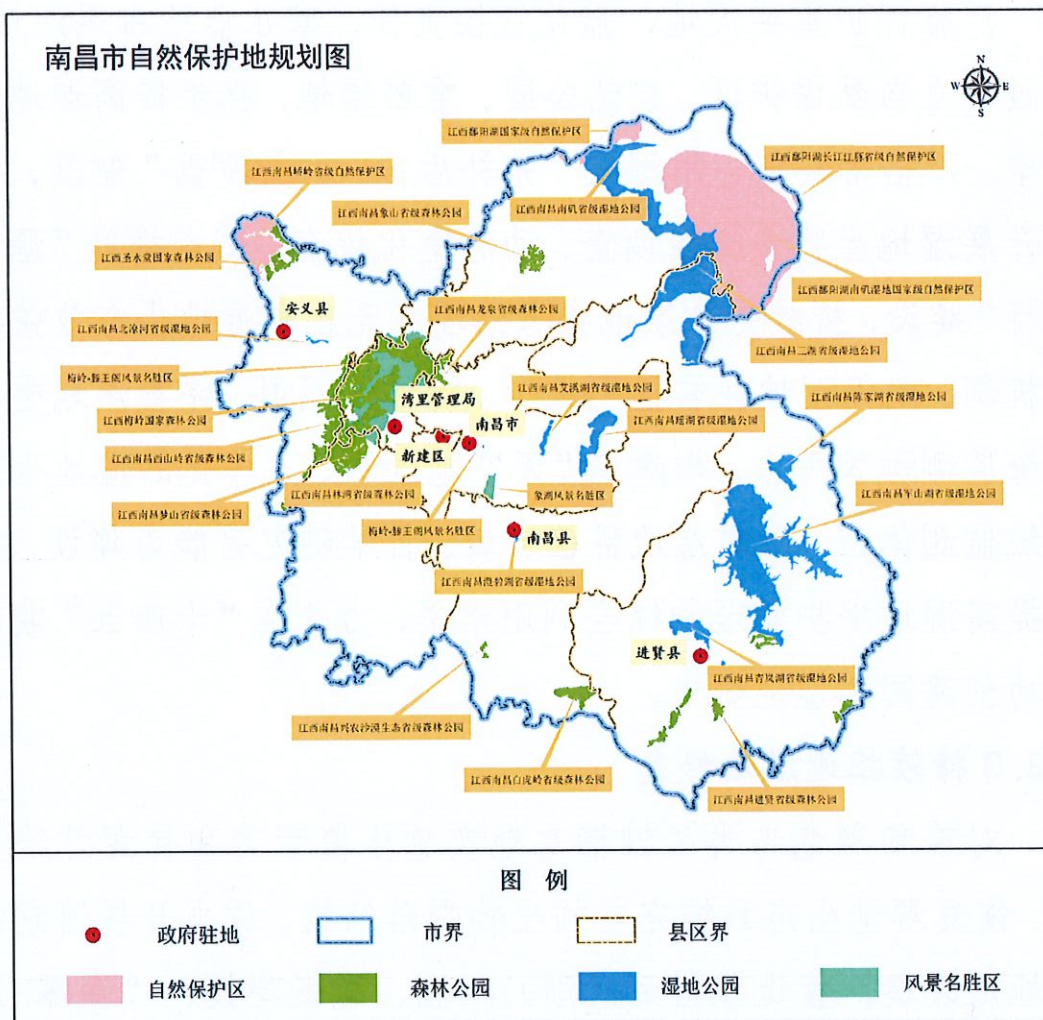 南昌市自然保护地规划图
N
W
E
S
江西鄱阳湖国家级自然保护区
江西鄱阳湖长江江豚省级自然保护区
江西南昌峤岭省级自然保护区
江西南昌南矶省级湿地公园
江西南昌象山省级森林公园
江西圣水堂国家森林公园
江西鄱阳湖南矶湿地国家级自然保护区
安义县
江西南昌龙泉省级森林公园
江西南昌北潦河省级湿地公园
江西南昌三湖省级湿地公园
梅岭-滕王阁风景名胜区
江西南昌艾溪湖省级湿地公园
江西南昌陈家湖省级湿地公园
湾里管理局
江西梅岭国家森林公园
南昌市
江西南昌瑶湖省级湿地公园
新建区
江西南昌西山岭省级森林公园
江西南昌军山湖省级湿地公园
江西南昌林湾省级森林公园
象湖风景名胜区
江西南昌梦山省级森林公园
梅岭-滕王阁风景名胜区
南昌县
江西南昌澄碧湖省级湿地公园
进贤县
江西南昌青岚湖省级湿地公园
江西南昌兴农沙漠生态省级森林公园
江西南昌白虎岭省级森林公园
江西南昌进贤省级森林公园
图 例
政府驻地
市界
县区界
自然保护区
森林公园
湿地公园
风景名胜区